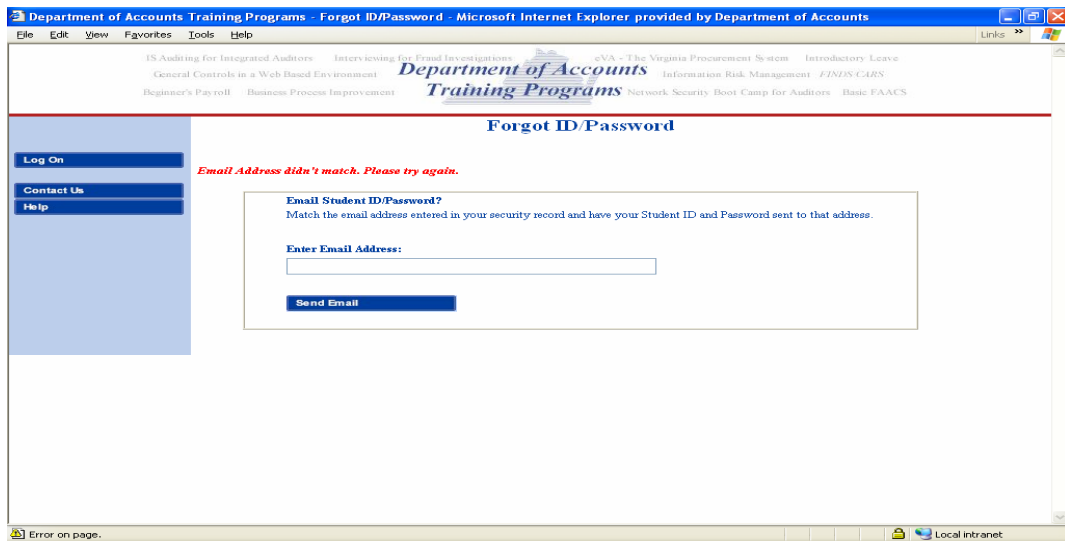 Department of Accounts Training Programs - Forgot ID/Password - Microsoft Internet Explorer provided by Department of Accounts
File Edit View Favorites Tools Help Links »
IS Auditing for Integrated Auditors Interviewing for Fraud Investigations eVA - The Virginia Procurement System Introductory Leave
General Controls in a Web Based Environment Department of Accounts Information Risk Management FINDS/CARS
Beginner's Payroll Business Process Improvement Training Programs Network Security Boot Camp for Auditors Basic FAACS
Forgot ID/Password
Log On
Email Address didn't match. Please try again.
Contact Us
Help
Email Student ID/Password?
Match the email address entered in your security record and have your Student ID and Password sent to that address.
Enter Email Address:
Send Email
Error on page. Local intranet